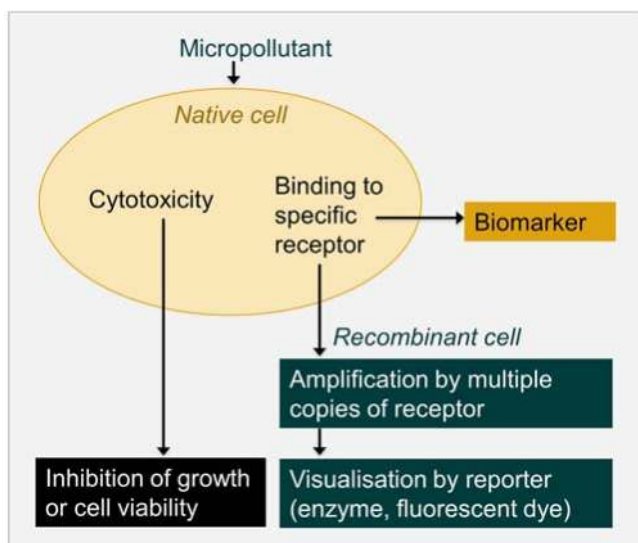 Micropollutant
Native cell
Cytotoxicity
Binding to
specific
receptor
Biomarker
Recombinant cell
Amplification by multiple
copies of receptor
Inhibition of growth
or cell viability
Visualisation by reporter
(enzyme, fluorescent dye)